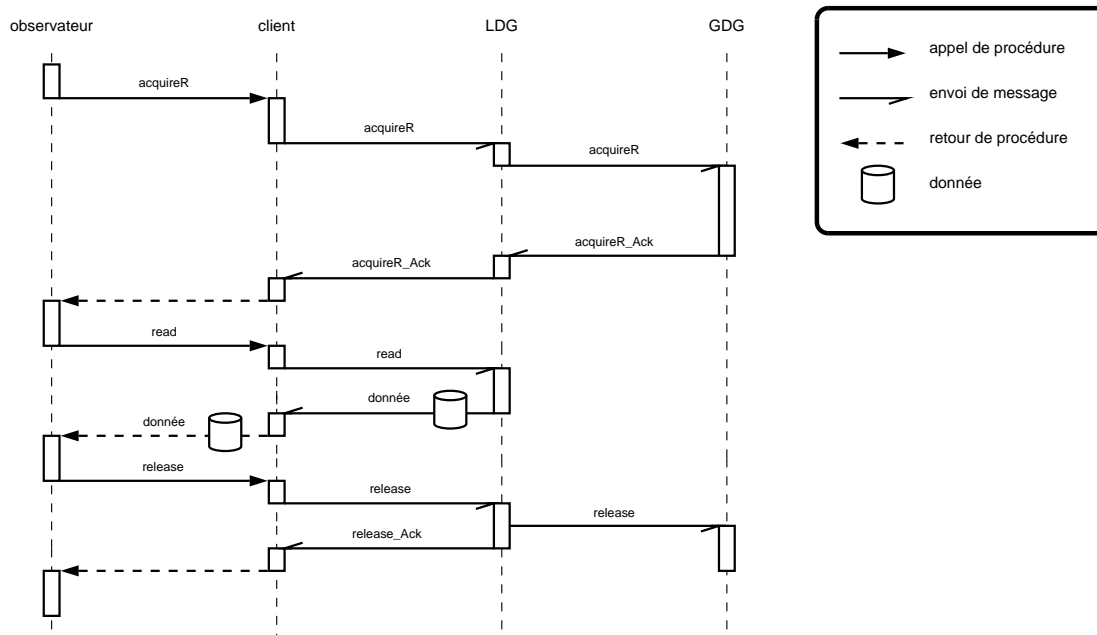 observateur
client
LDG
GDG
appel de procédure
envoi de message
retour de procédure
donnée
acquireR
acquireR
acquireR
acquireR_Ack
acquireR_Ack
read
read
donnée
donnée
release
release
release
release_Ack